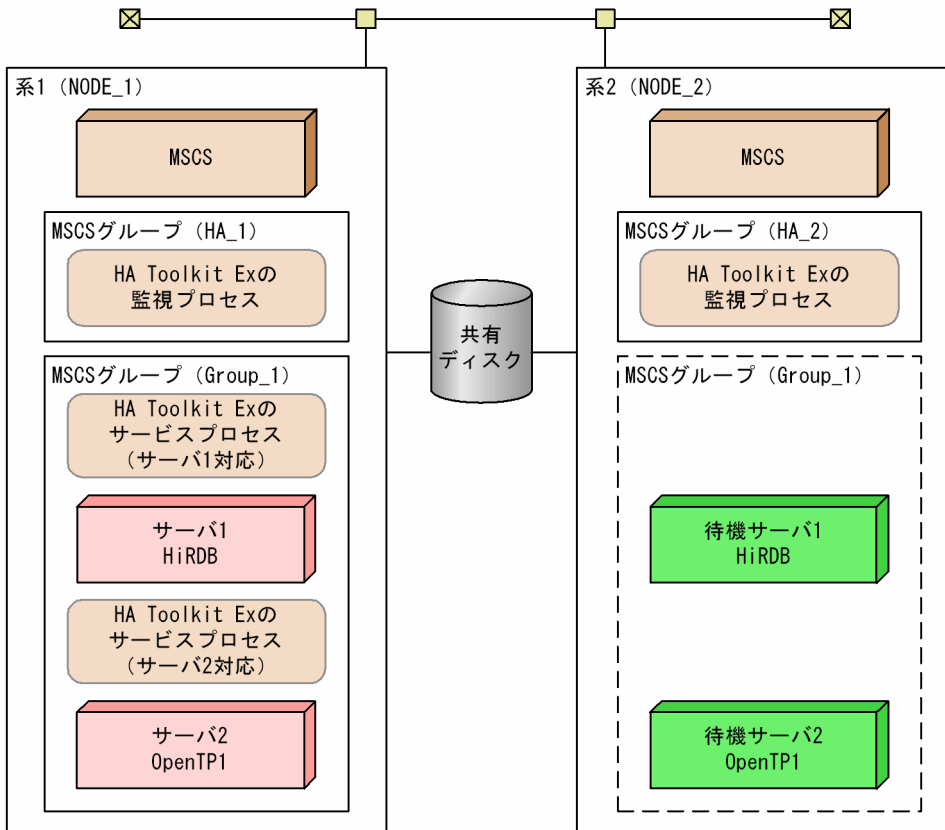 系1（NODE_1）
MSCS
MSCSグループ（HA_1）
HA Toolkit Exの
監視プロセス
MSCSグループ（Group_1）
HA Toolkit Exの
サービスプロセス
（サーバ1対応）
サーバ1
HiRDB
HA Toolkit Exの
サービスプロセス
（サーバ2対応）
サーバ2
OpenTP1
共有
ディスク
系2（NODE_2）
MSCS
MSCSグループ（HA_2）
HA Toolkit Exの
監視プロセス
MSCSグループ（Group_1）
待機サーバ1
HiRDB
待機サーバ2
OpenTP1